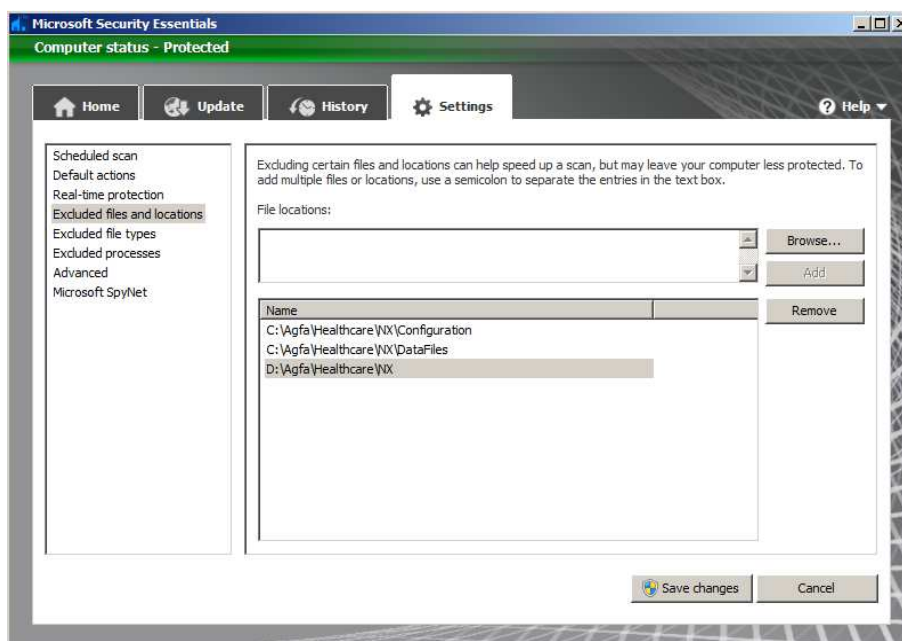 Microsoft Security Essentials
Computer status - Protected
Home
Update
History
Settings
Help
Scheduled scan
Default actions
Real-time protection
Excluded files and locations
Excluded file types
Excluded processes
Advanced
Microsoft SpyNet
Excluding certain files and locations can help speed up a scan, but may leave your computer less protected. To
add multiple files or locations, use a semicolon to separate the entries in the text box.
File locations:
Browse...
Add
Name
Remove
C:\Agfa\Healthcare\NX\Configuration
C:\Agfa\Healthcare\NX\DataFiles
D:\Agfa\Healthcare\NX
Save changes
Cancel